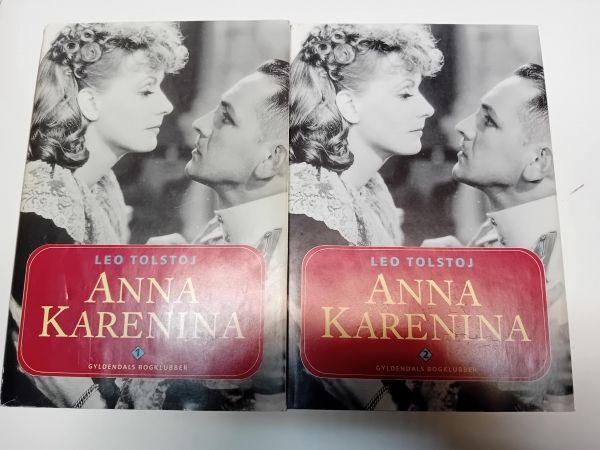 LEO TOLSTOJ
ANNA
KARENINA
1
GYLDENDALS BOGKLUBBER
LEO TOLSTOJ
ANNA
KARENINA
2
GYLDENDALS BOGKLUBBER